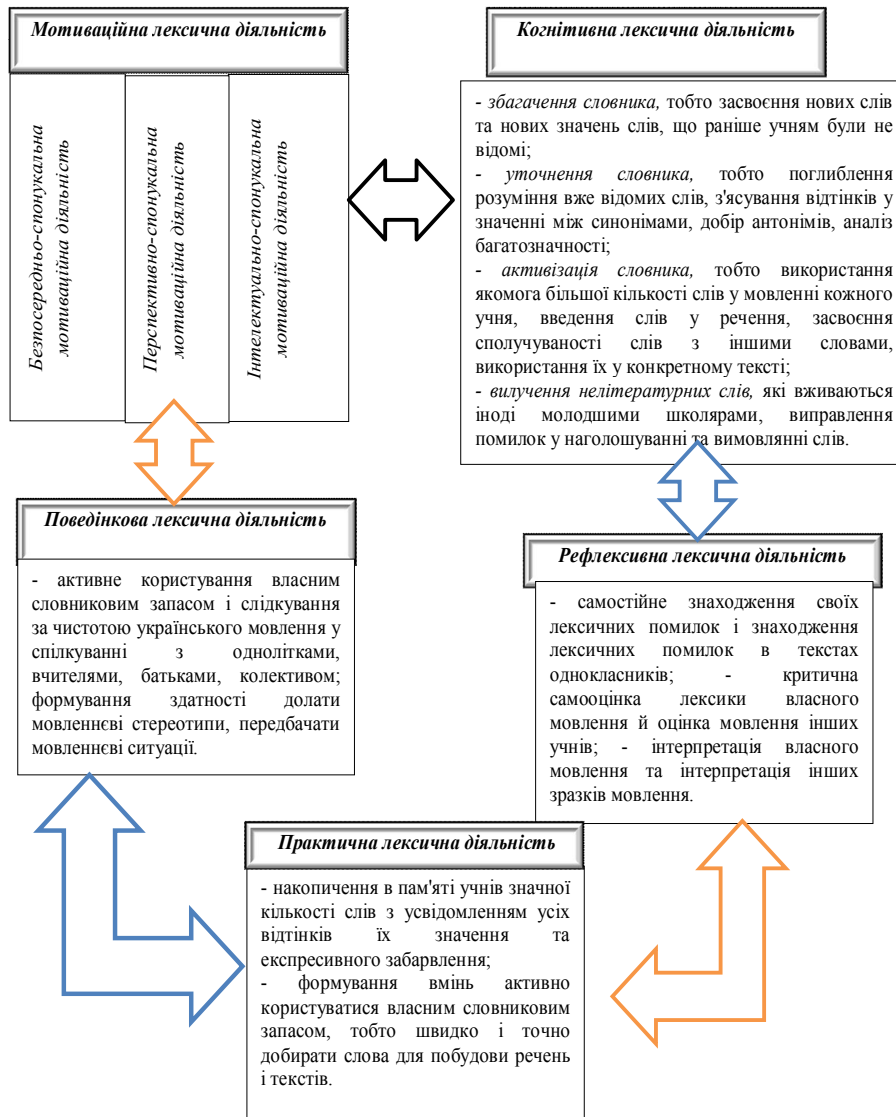 Мотиваційна лексична діяльність
Безпосередньо-спонукальна
мотиваційна діяльність
Перспективно-спонукальна
мотиваційна діяльність
Інтелектуально-спонукальна
мотиваційна діяльність
Когнітивна лексична діяльність
- збагачення словника, тобто засвоєння нових слів
та нових значень слів, що раніше учням були не
відомі;
- уточнення словника, тобто поглиблення
розуміння вже відомих слів, з'ясування відтінків у
значенні між синонімами, добір антонімів, аналіз
багатозначності;
- активізація словника, тобто використання
якомога більшої кількості слів у мовленні кожного
учня, введення слів у речення, засвоєння
сполучуваності слів з іншими словами,
використання їх у конкретному тексті;
- вилучення нелітературних слів, які вживаються
іноді молодшими школярами, виправлення
помилок у наголошуванні та вимовлянні слів.
Поведінкова лексична діяльність
- активне користування власним
словниковим запасом і слідкування
за чистотою українського мовлення у
спілкуванні з однолітками,
вчителями, батьками, колективом;
формування здатності долати
мовленнєві стереотипи, передбачати
мовленнєві ситуації.
Рефлексивна лексична діяльність
- самостійне знаходження своїх
лексичних помилок і знаходження
лексичних помилок в текстах
однокласників; - критична
самооцінка лексики власного
мовлення й оцінка мовлення інших
учнів; - інтерпретація власного
мовлення та інтерпретація інших
зразків мовлення.
Практична лексична діяльність
- накопичення в пам'яті учнів значної
кількості слів з усвідомленням усіх
відтінків їх значення та
експресивного забарвлення;
- формування вмінь активно
користуватися власним словниковим
запасом, тобто швидко і точно
добирати слова для побудови речень
і текстів.